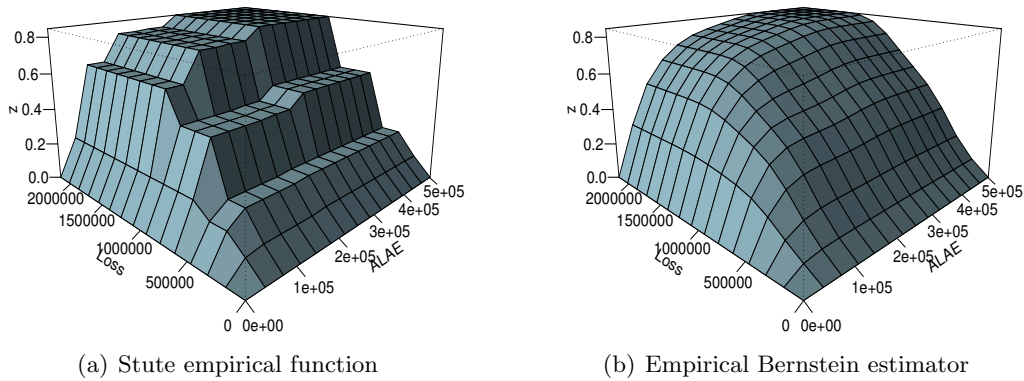 0.8
0.6
z
0.4
0.2
0.0
2000000
1500000
Loss
1000000
500000
0
0e+00
1e+05
2e+05
ALAE
3e+05
4e+05
5e+05
(a) Stute empirical function
0.8
0.6
z
0.4
0.2
0.0
2000000
1500000
Loss
1000000
500000
0
0e+00
1e+05
2e+05
ALAE
3e+05
4e+05
5e+05
(b) Empirical Bernstein estimator